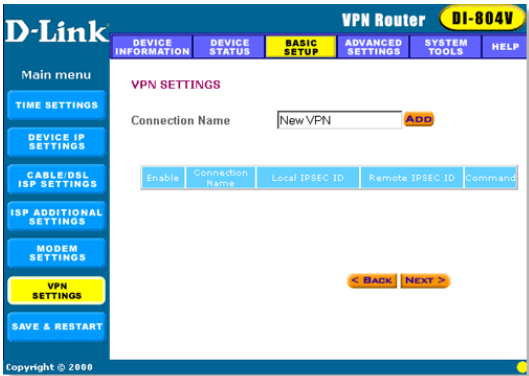 D-Link
VPN Router DI-804V
DEVICE INFORMATION
DEVICE STATUS
BASIC SETUP
ADVANCED SETTINGS
SYSTEM TOOLS
HELP
Main menu
TIME SETTINGS
DEVICE IP SETTINGS
CABLE/DSL ISP SETTINGS
ISP ADDITIONAL SETTINGS
MODEM SETTINGS
VPN SETTINGS
SAVE & RESTART
VPN SETTINGS
Connection Name New VPN ADD
Enable Connection Name Local IPSEC ID Remote IPSEC ID Command
< BACK NEXT >
Copyright © 2000